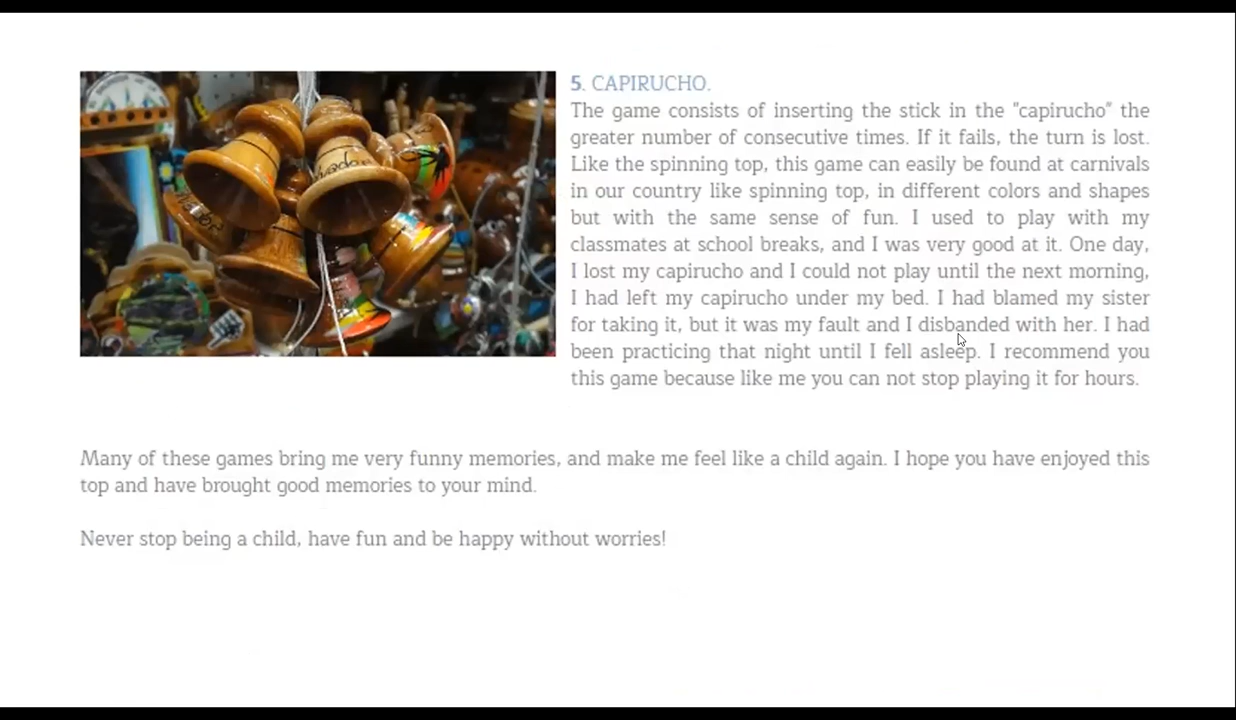 5. CAPIRUCHO.
The game consists of inserting the stick in the "capirucho" the
greater number of consecutive times. If it fails, the turn is lost.
Like the spinning top, this game can easily be found at carnivals
in our country like spinning top, in different colors and shapes
but with the same sense of fun. I used to play with my
classmates at school breaks, and I was very good at it. One day,
I lost my capirucho and I could not play until the next morning,
I had left my capirucho under my bed. I had blamed my sister
for taking it, but it was my fault and I disbanded with her. I had
been practicing that night until I fell asleep. I recommend you
this game because like me you can not stop playing it for hours.
Many of these games bring me very funny memories, and make me feel like a child again. I hope you have enjoyed this
top and have brought good memories to your mind.
Never stop being a child, have fun and be happy without worries!